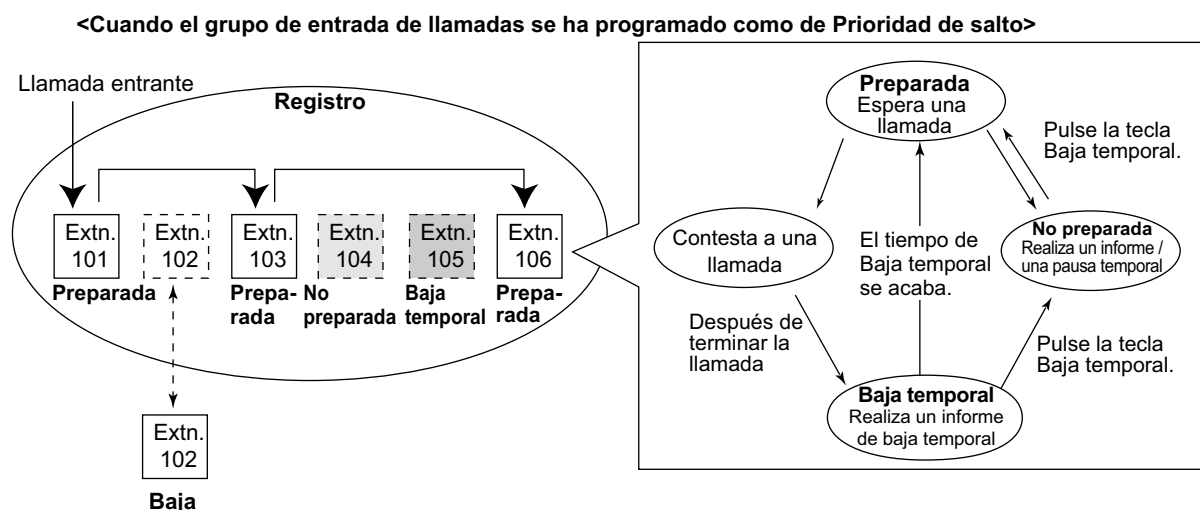 <Cuando el grupo de entrada de llamadas se ha programado como de Prioridad de salto>
Llamada entrante
Registro
Extn.
101
Preparada
Extn.
102
Extn.
103
Prepa-
rada
Extn.
104
No
preparada
Extn.
105
Baja
temporal
Extn.
106
Prepa-
rada
Extn.
102
Baja
Preparada
Espera una
llamada
Pulse la tecla
Baja temporal.
Contesta a una
llamada
El tiempo de
Baja temporal
se acaba.
No preparada
Realiza un informe /
una pausa temporal
Después de
terminar la
llamada
Pulse la tecla
Baja temporal.
Baja temporal
Realiza un informe
de baja temporal